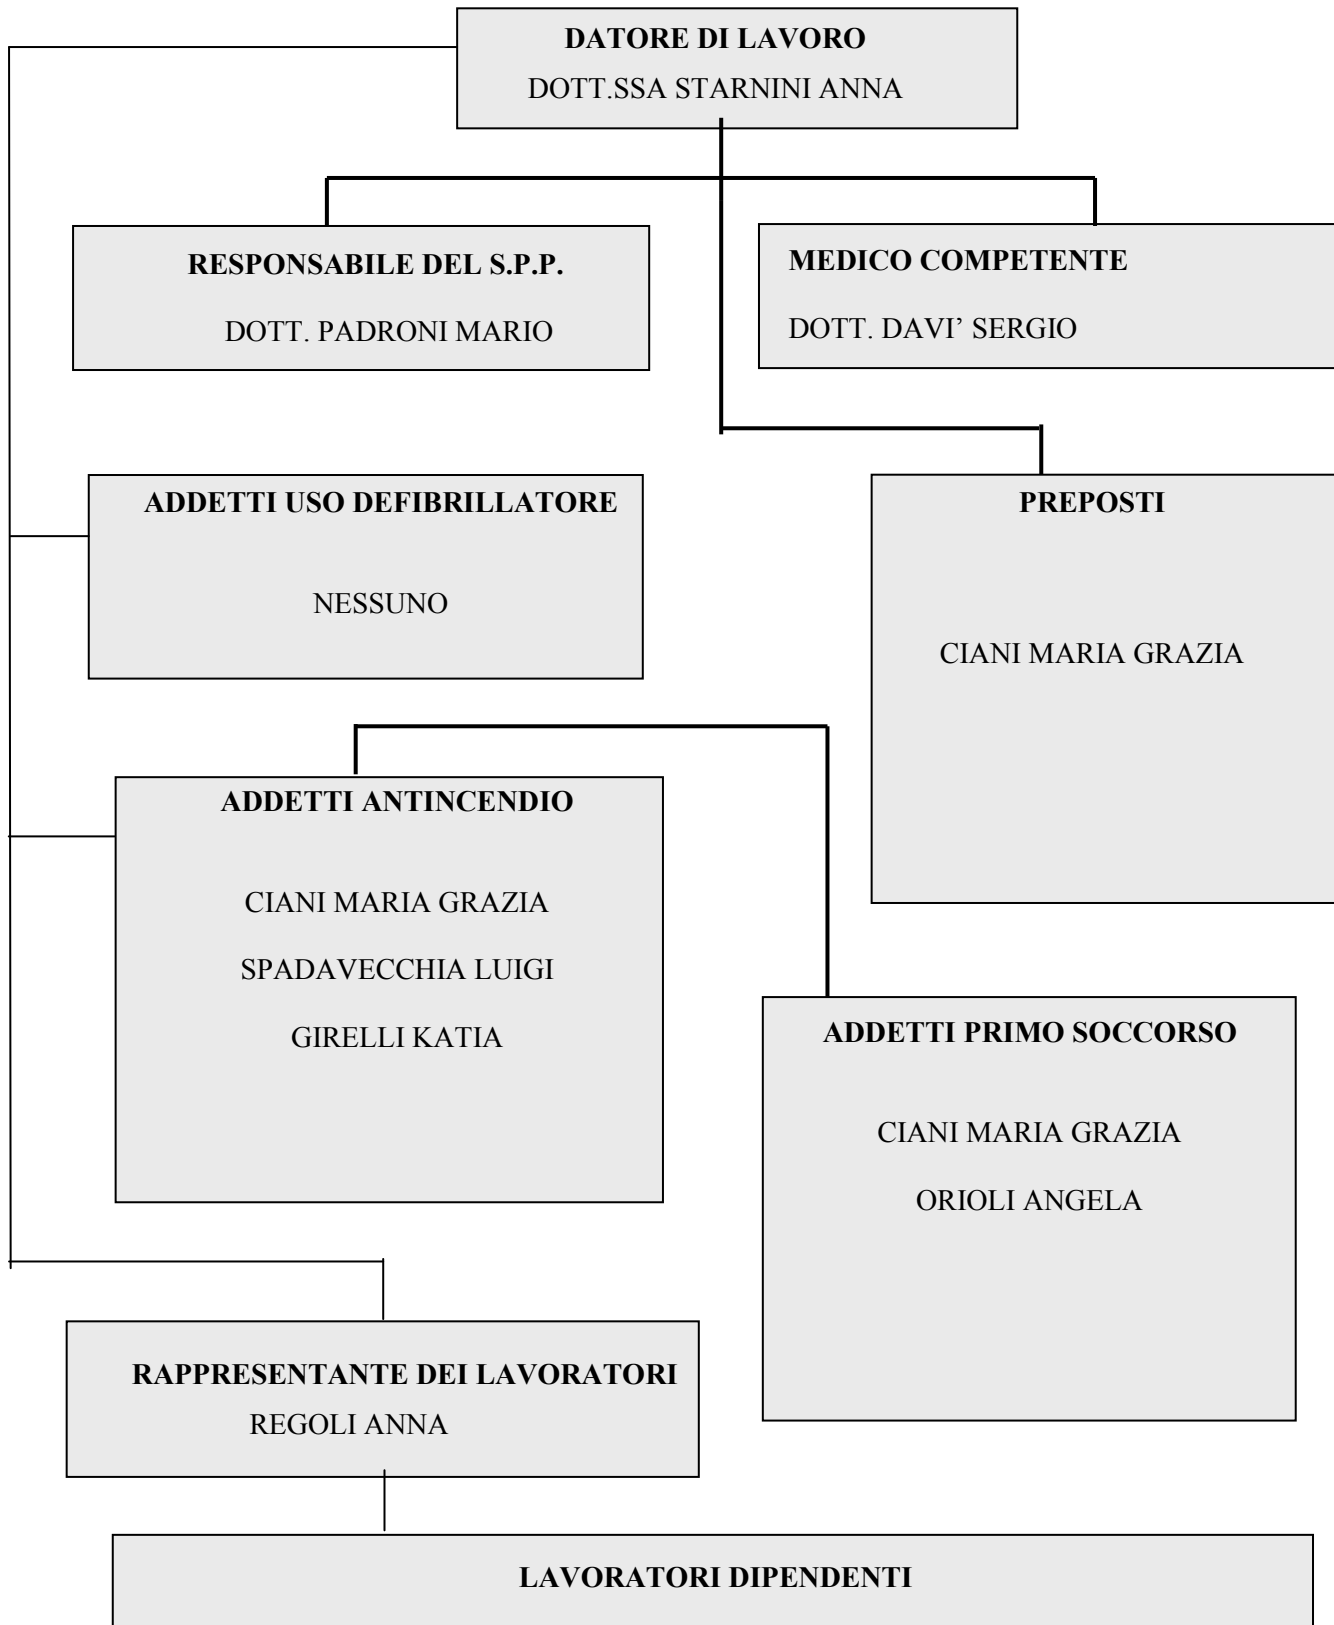 DATORE DI LAVORO
DOTT.SSA STARNINI ANNA
RESPONSABILE DEL S.P.P.
DOTT. PADRONI MARIO
MEDICO COMPETENTE
DOTT. DAVI’ SERGIO
ADDETTI USO DEFIBRILLATORE
NESSUNO
PREPOSTI
CIANI MARIA GRAZIA
ADDETTI ANTINCENDIO
CIANI MARIA GRAZIA
SPADAVECCHIA LUIGI
GIRELLI KATIA
ADDETTI PRIMO SOCCORSO
CIANI MARIA GRAZIA
ORIOLI ANGELA
RAPPRESENTANTE DEI LAVORATORI
REGOLI ANNA
LAVORATORI DIPENDENTI